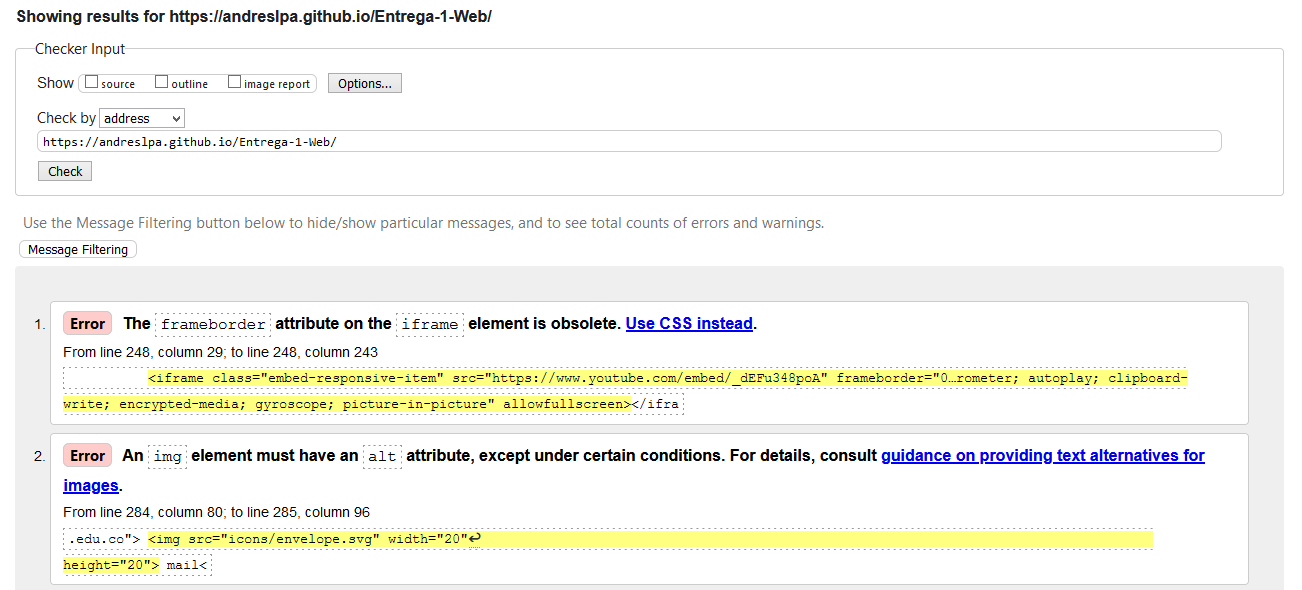 Showing results for https://andreslpa.github.io/Entrega-1-Web/
Checker Input
Show source outline image report Options...
Check by address
https://andreslpa.github.io/Entrega-1-Web/
Check
Use the Message Filtering button below to hide/show particular messages, and to see total counts of errors and warnings.
Message Filtering
1. Error The frameborder attribute on the iframe element is obsolete. Use CSS instead.
From line 248, column 29; to line 248, column 243
<iframe class="embed-responsive-item" src="https://www.youtube.com/embed/_dEFu348poA" frameborder="0…rometer; autoplay; clipboard-
write; encrypted-media; gyroscope; picture-in-picture" allowfullscreen></ifra
2. Error An img element must have an alt attribute, except under certain conditions. For details, consult guidance on providing text alternatives for
images.
From line 284, column 80; to line 285, column 96
.edu.co"> <img src="icons/envelope.svg" width="20"↩
height="20"> mail<